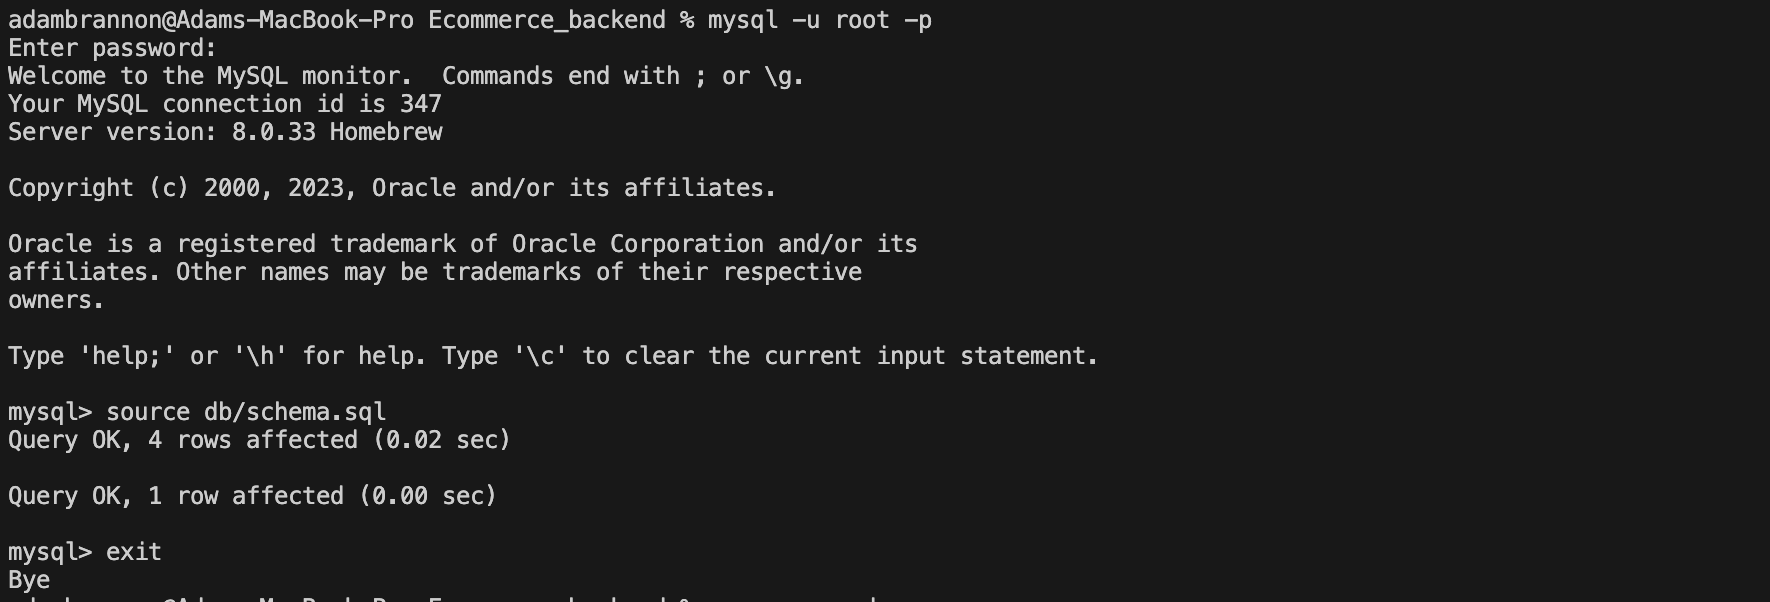 adambrannon@Adams-MacBook-Pro Ecommerce_backend % mysql -u root -p
Enter password:
Welcome to the MySQL monitor.  Commands end with ; or \g.
Your MySQL connection id is 347
Server version: 8.0.33 Homebrew
Copyright (c) 2000, 2023, Oracle and/or its affiliates.
Oracle is a registered trademark of Oracle Corporation and/or its
affiliates. Other names may be trademarks of their respective
owners.
Type 'help;' or '\h' for help. Type '\c' to clear the current input statement.
mysql> source db/schema.sql
Query OK, 4 rows affected (0.02 sec)
Query OK, 1 row affected (0.00 sec)
mysql> exit
Bye